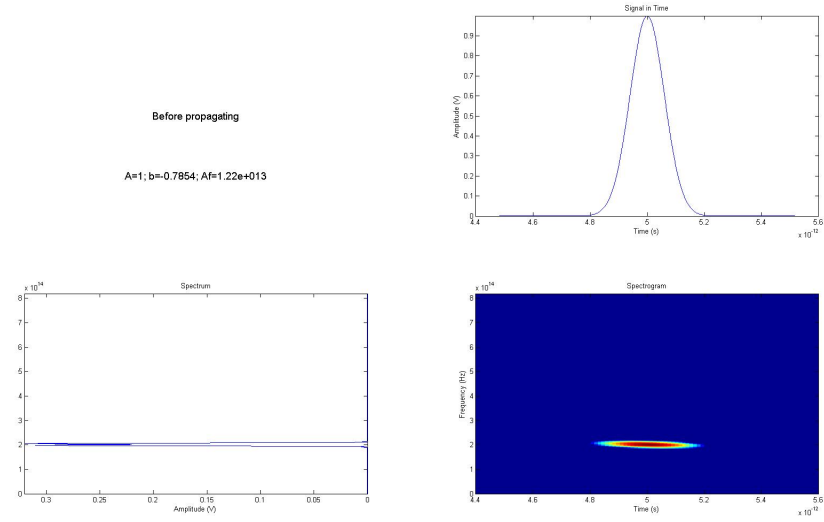 Before propagating
A=1; b=-0.7854; Af=1.22e+013
Signal in Time
Amplitude (V)
0.9
0.8
0.7
0.6
0.5
0.4
0.3
0.2
0.1
0
4.4 4.6 4.8 5 5.2 5.4 5.6
Time (s)
x 10^-12
Spectrum
x 10^14
8
7
6
5
4
3
2
1
0
0.3 0.25 0.2 0.15 0.1 0.05 0
Amplitude (V)
Spectrogram
x 10^14
Frequency (Hz)
8
7
6
5
4
3
2
1
0
4.4 4.6 4.8 5 5.2 5.4 5.6
Time (s)
x 10^-12